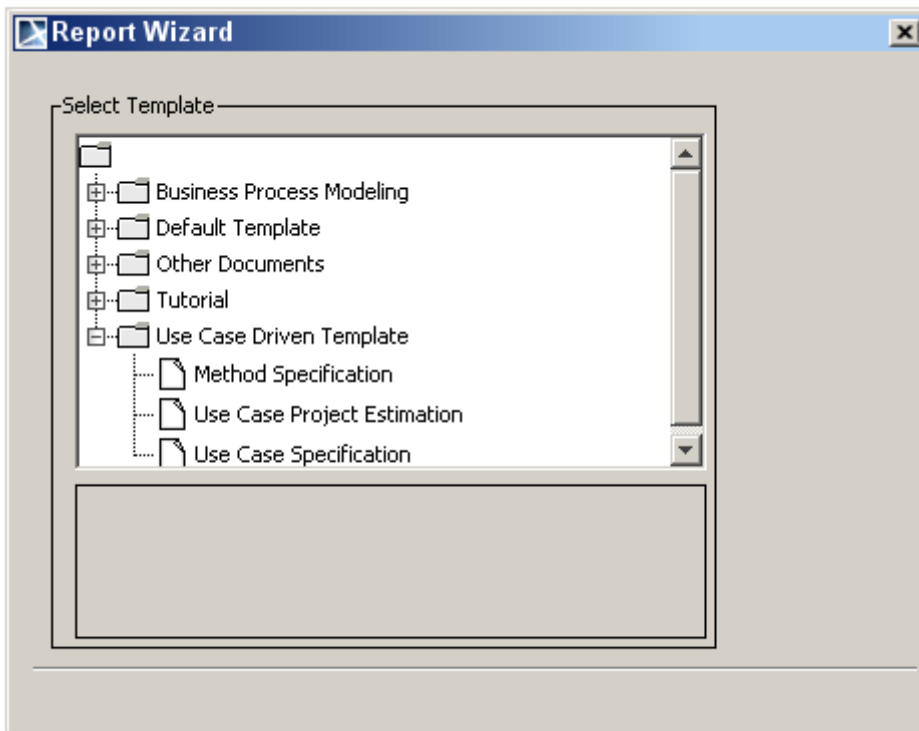 Report Wizard
Select Template
Business Process Modeling
Default Template
Other Documents
Tutorial
Use Case Driven Template
Method Specification
Use Case Project Estimation
Use Case Specification